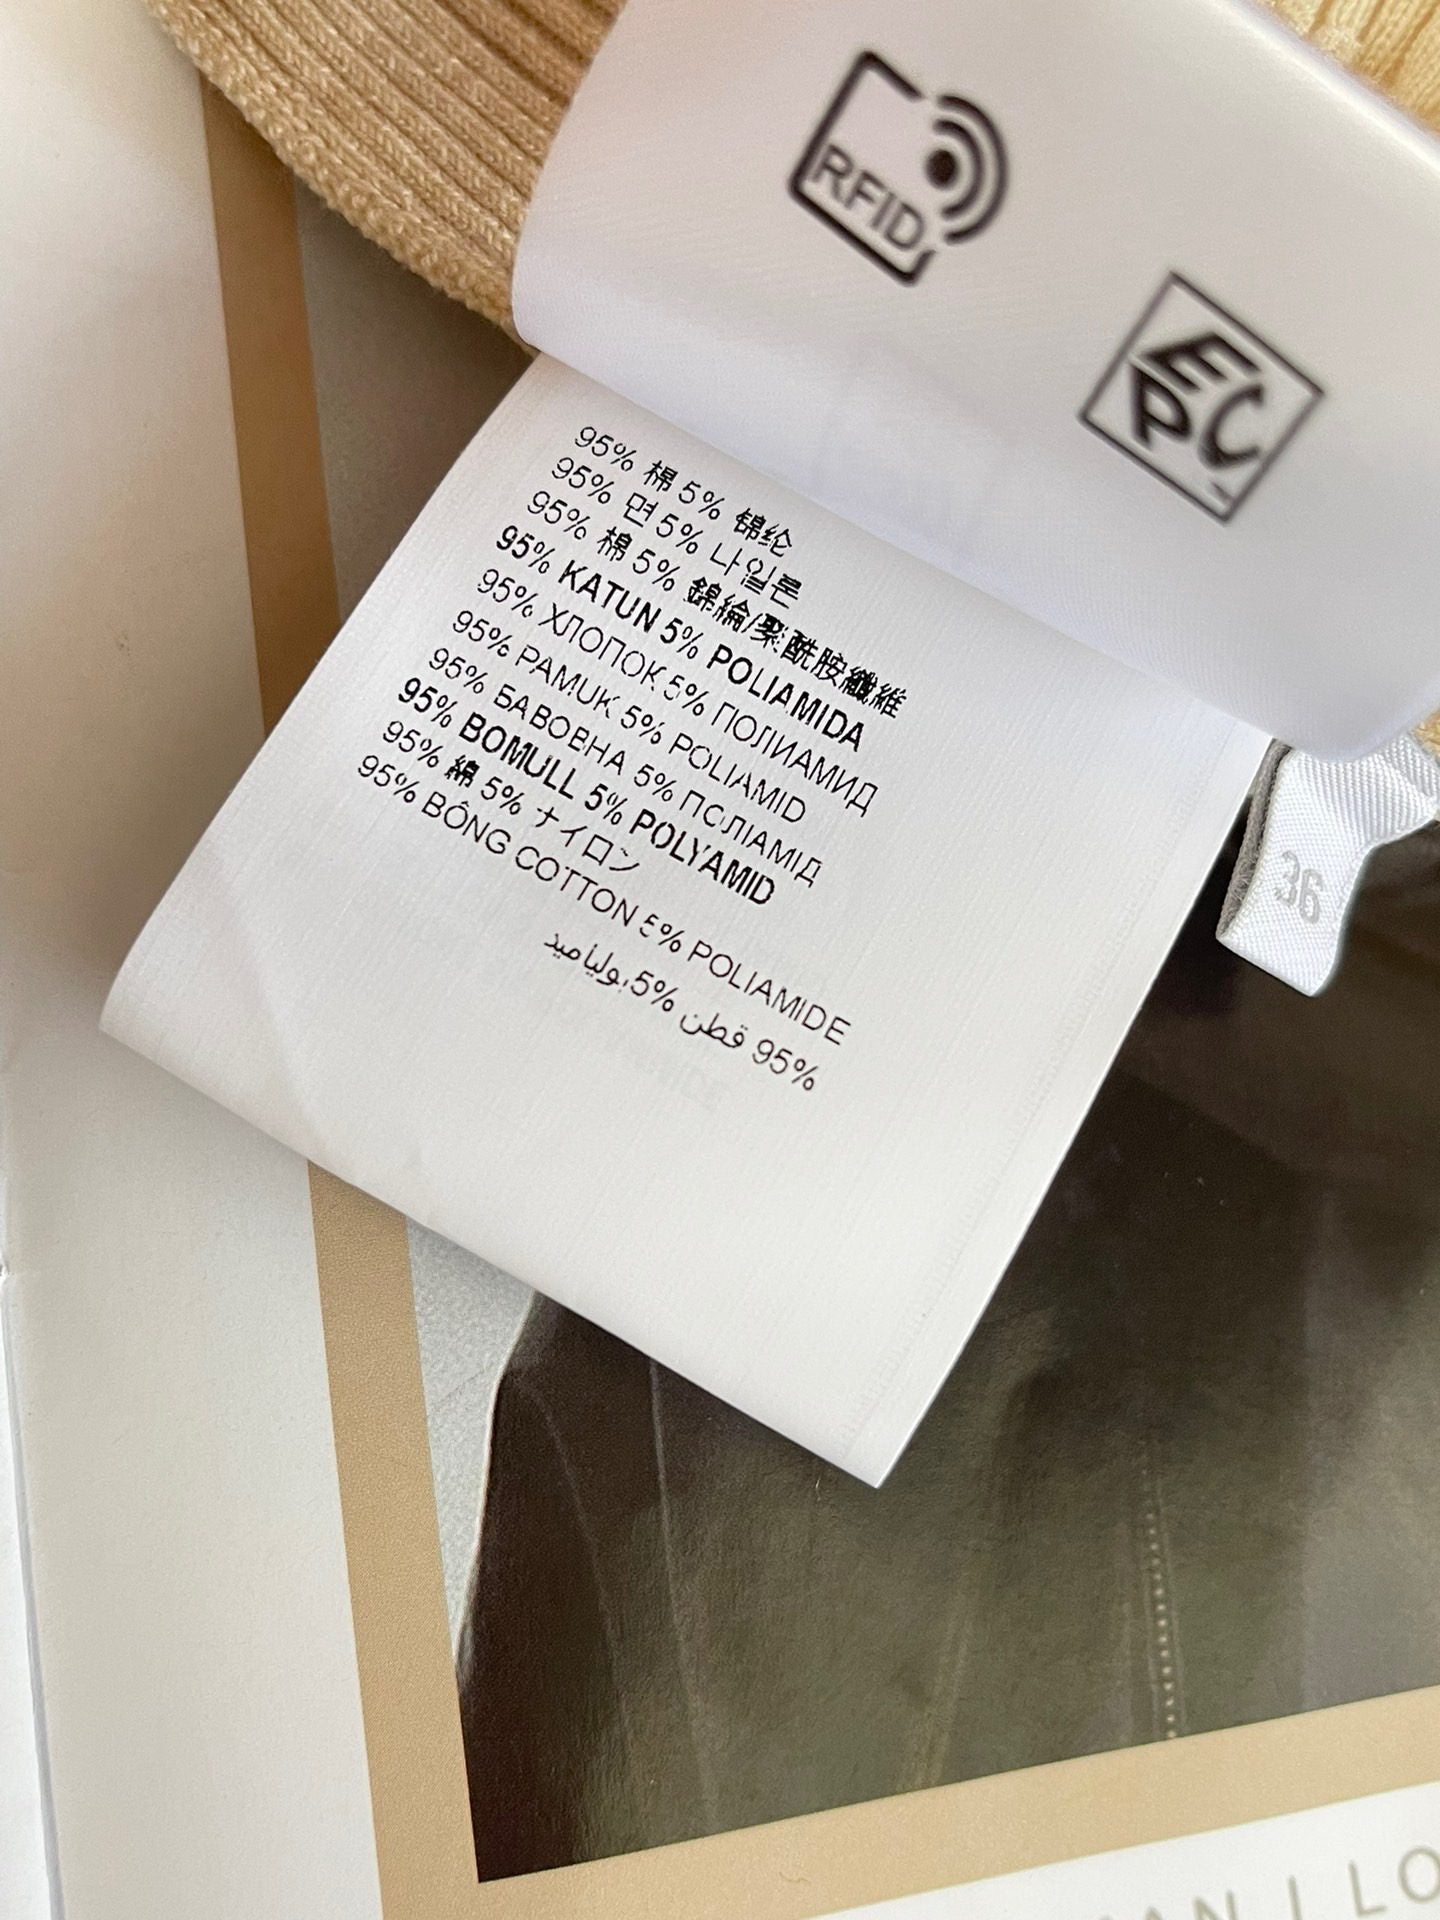 RFID
EPC
95% 棉 5% 锦纶
95% 면 5% 나일론
95% 棉 5% 錦綸/聚酰胺纖維
95% KATUN 5% POLIAMIDA
95% ХЛОПОК 5% ПОЛИАМИД
95% PAMUK 5% POLIAMID
95% БАВОВНА 5% ПОЛІАМІД
95% BOMULL 5% POLYAMID
95% 綿 5% ナイロン
95% BÔNG COTTON 5% POLIAMIDE
95% قطن 5% بولياميد
36
AN | LO